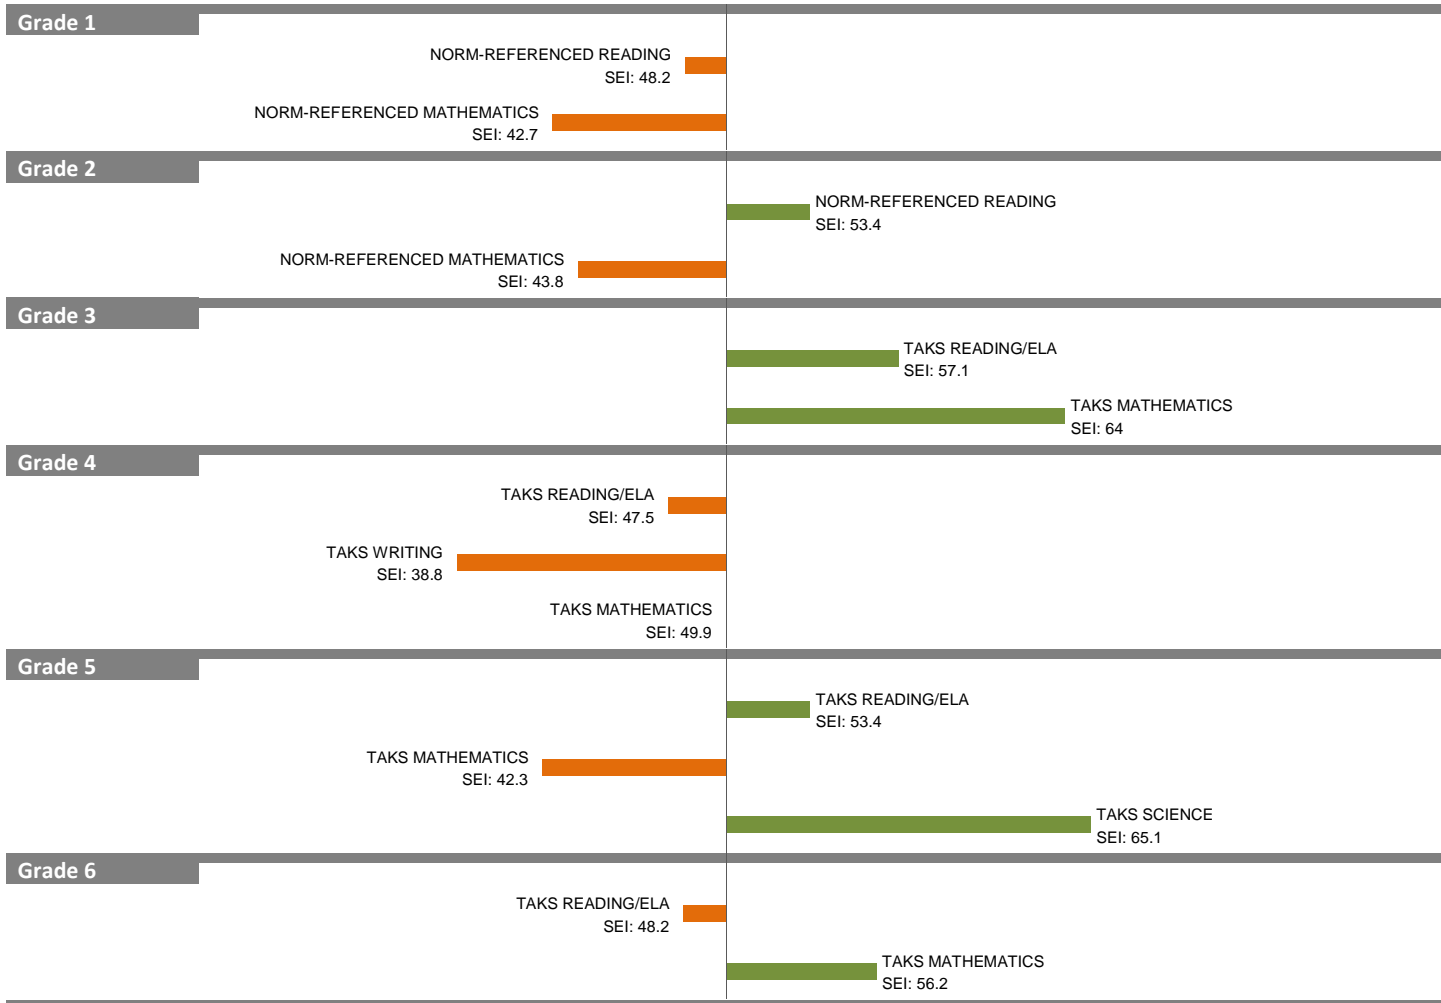 Grade 1
NORM-REFERENCED READING
SEI: 48.2
NORM-REFERENCED MATHEMATICS
SEI: 42.7
Grade 2
NORM-REFERENCED READING
SEI: 53.4
NORM-REFERENCED MATHEMATICS
SEI: 43.8
Grade 3
TAKS READING/ELA
SEI: 57.1
TAKS MATHEMATICS
SEI: 64
Grade 4
TAKS READING/ELA
SEI: 47.5
TAKS WRITING
SEI: 38.8
TAKS MATHEMATICS
SEI: 49.9
Grade 5
TAKS READING/ELA
SEI: 53.4
TAKS MATHEMATICS
SEI: 42.3
TAKS SCIENCE
SEI: 65.1
Grade 6
TAKS READING/ELA
SEI: 48.2
TAKS MATHEMATICS
SEI: 56.2